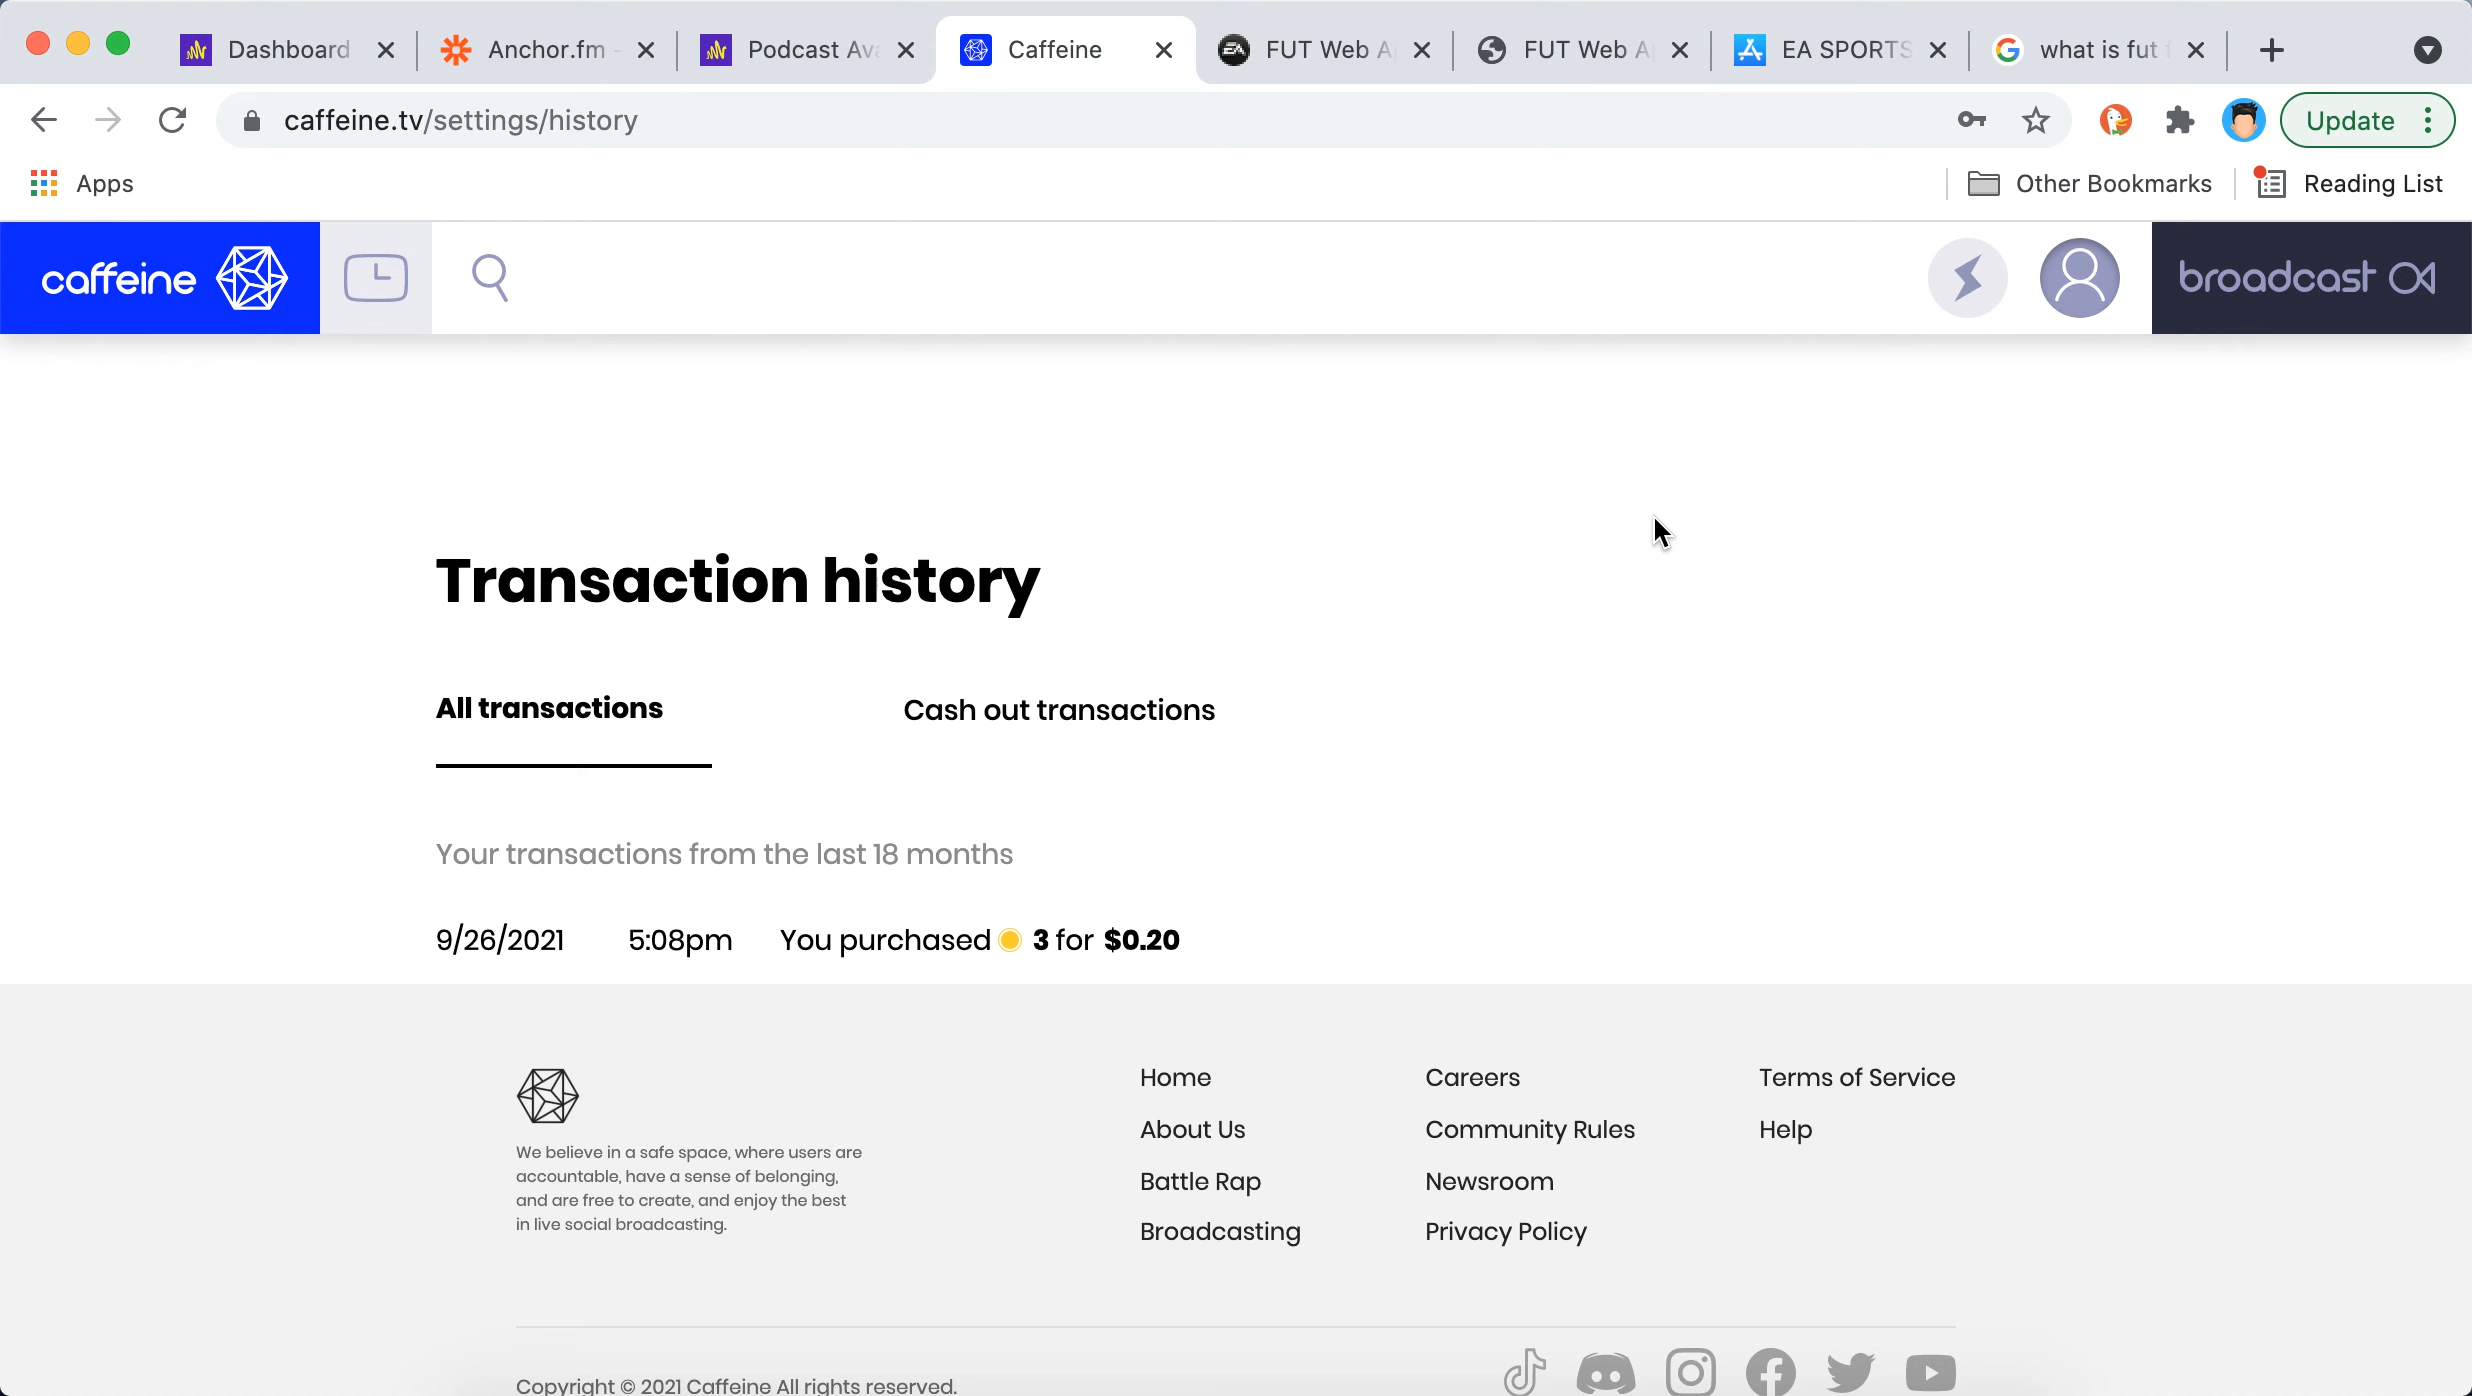 Dashboard
Anchor.fm -
Podcast Ava
Caffeine
FUT Web A
FUT Web A
EA SPORTS
what is fut
caffeine.tv/settings/history
Update
Apps
Other Bookmarks
Reading List
caffeine
broadcast
Transaction history
All transactions
Cash out transactions
Your transactions from the last 18 months
9/26/2021 5:08pm You purchased 3 for $0.20
We believe in a safe space, where users are
accountable, have a sense of belonging,
and are free to create, and enjoy the best
in live social broadcasting.
Home
About Us
Battle Rap
Broadcasting
Careers
Community Rules
Newsroom
Privacy Policy
Terms of Service
Help
Copyright © 2021 Caffeine All rights reserved.